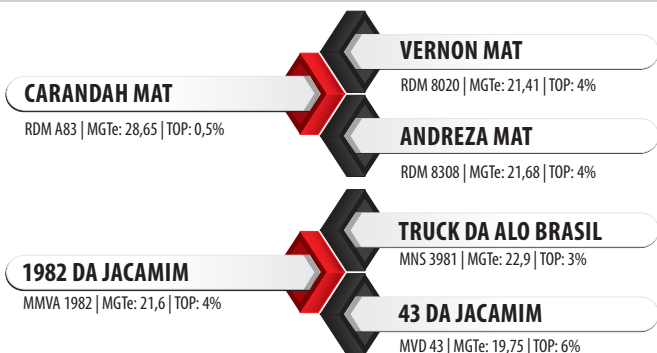 VERNON MAT
RDM 8020 | MGTe: 21,41 | TOP: 4%
CARANDAH MAT
RDM A83 | MGTe: 28,65 | TOP: 0,5%
ANDREZA MAT
RDM 8308 | MGTe: 21,68 | TOP: 4%
TRUCK DA ALO BRASIL
MNS 3981 | MGTe: 22,9 | TOP: 3%
1982 DA JACAMIM
MMVA 1982 | MGTe: 21,6 | TOP: 4%
43 DA JACAMIM
MVD 43 | MGTe: 19,75 | TOP: 6%